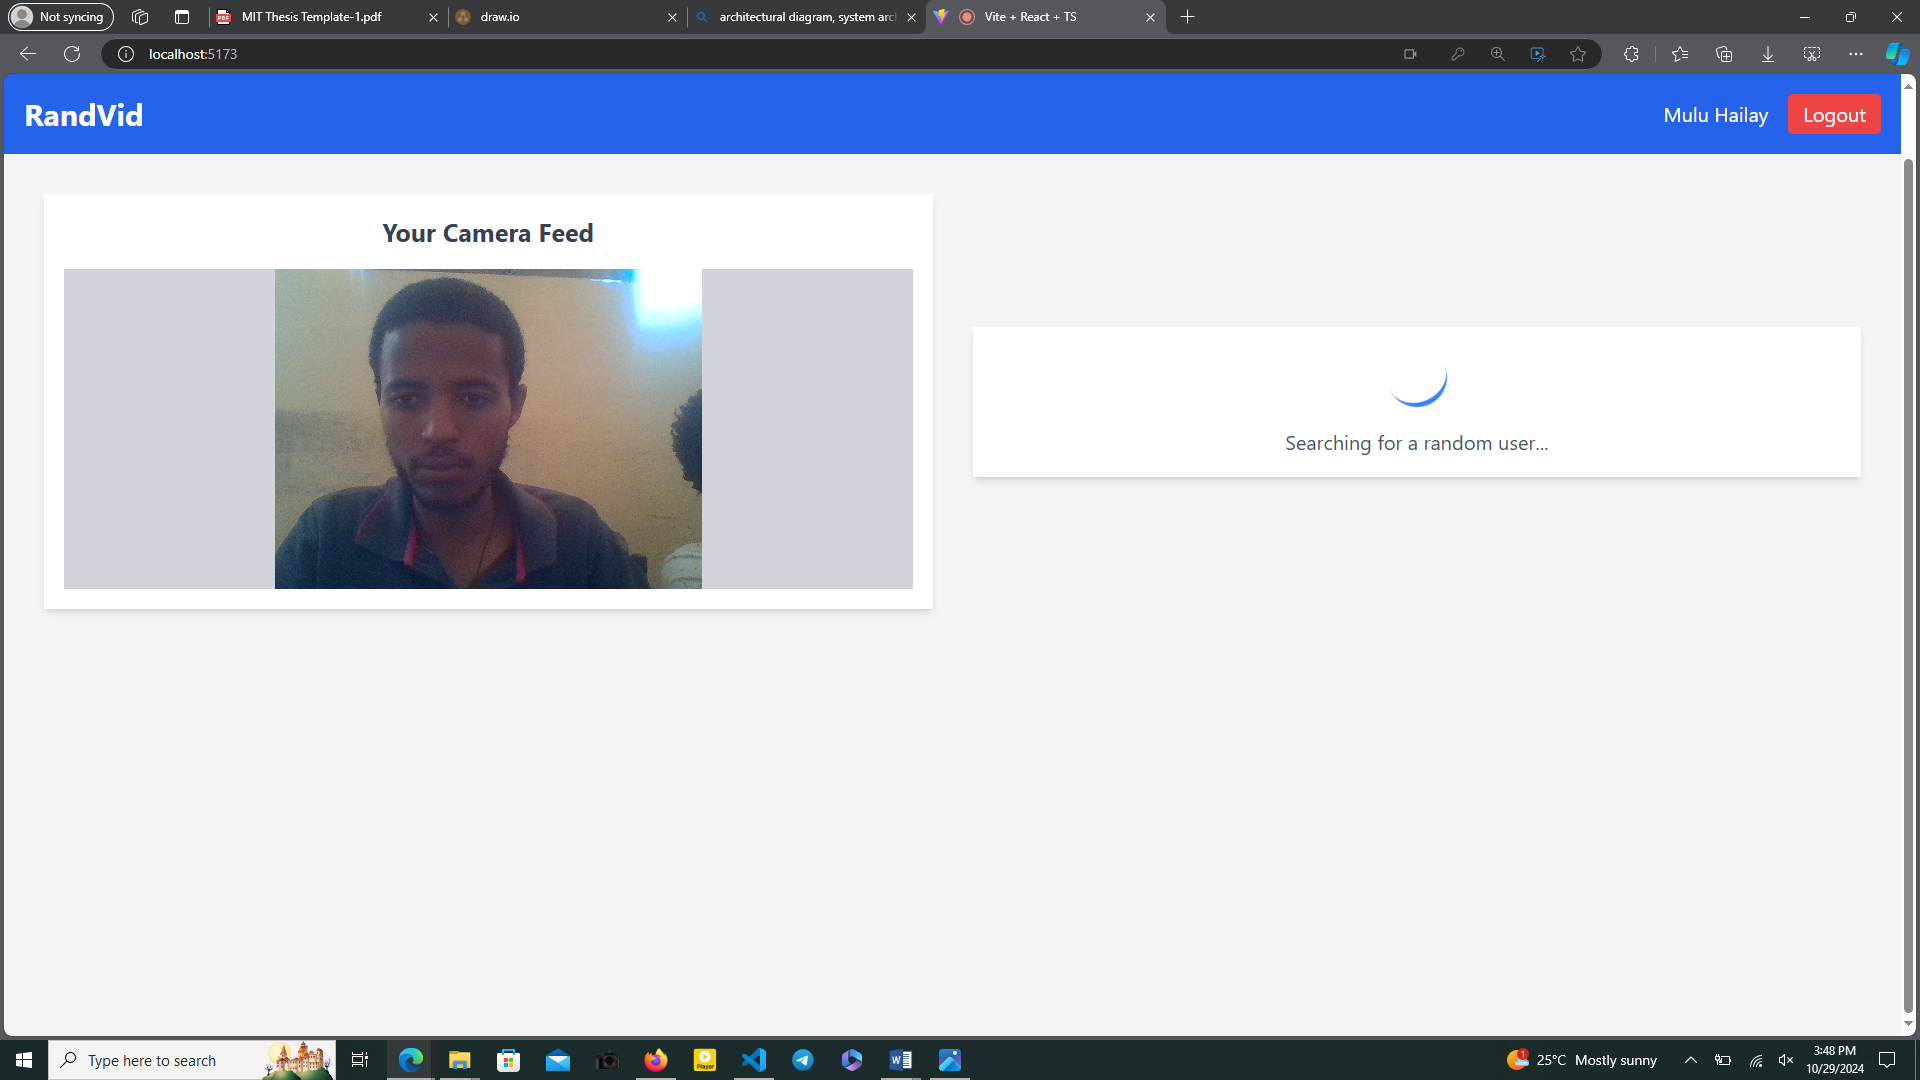 Not syncing
MIT Thesis Template-1.pdf
draw.io
architectural diagram, system arc
Vite + React + TS
localhost:5173
RandVid
Mulu Hailay
Logout
Your Camera Feed
Searching for a random user...
Type here to search
1
25°C Mostly sunny
3:48 PM
10/29/2024